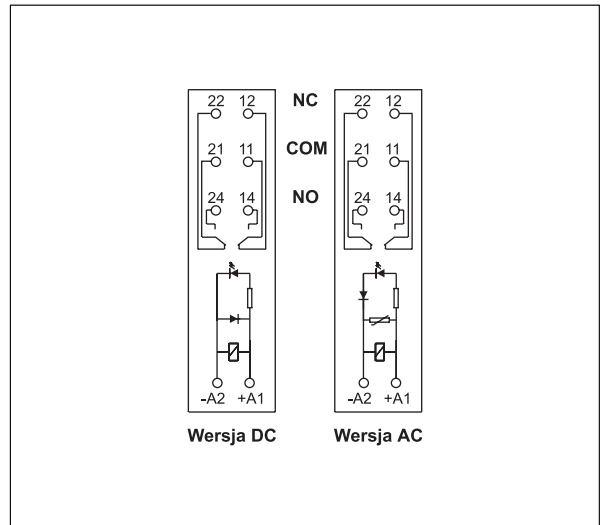 22 12 NC 22 12
21 11 COM 21 11
24 14 NO 24 14
-A2 +A1 -A2 +A1
Wersja DC Wersja AC